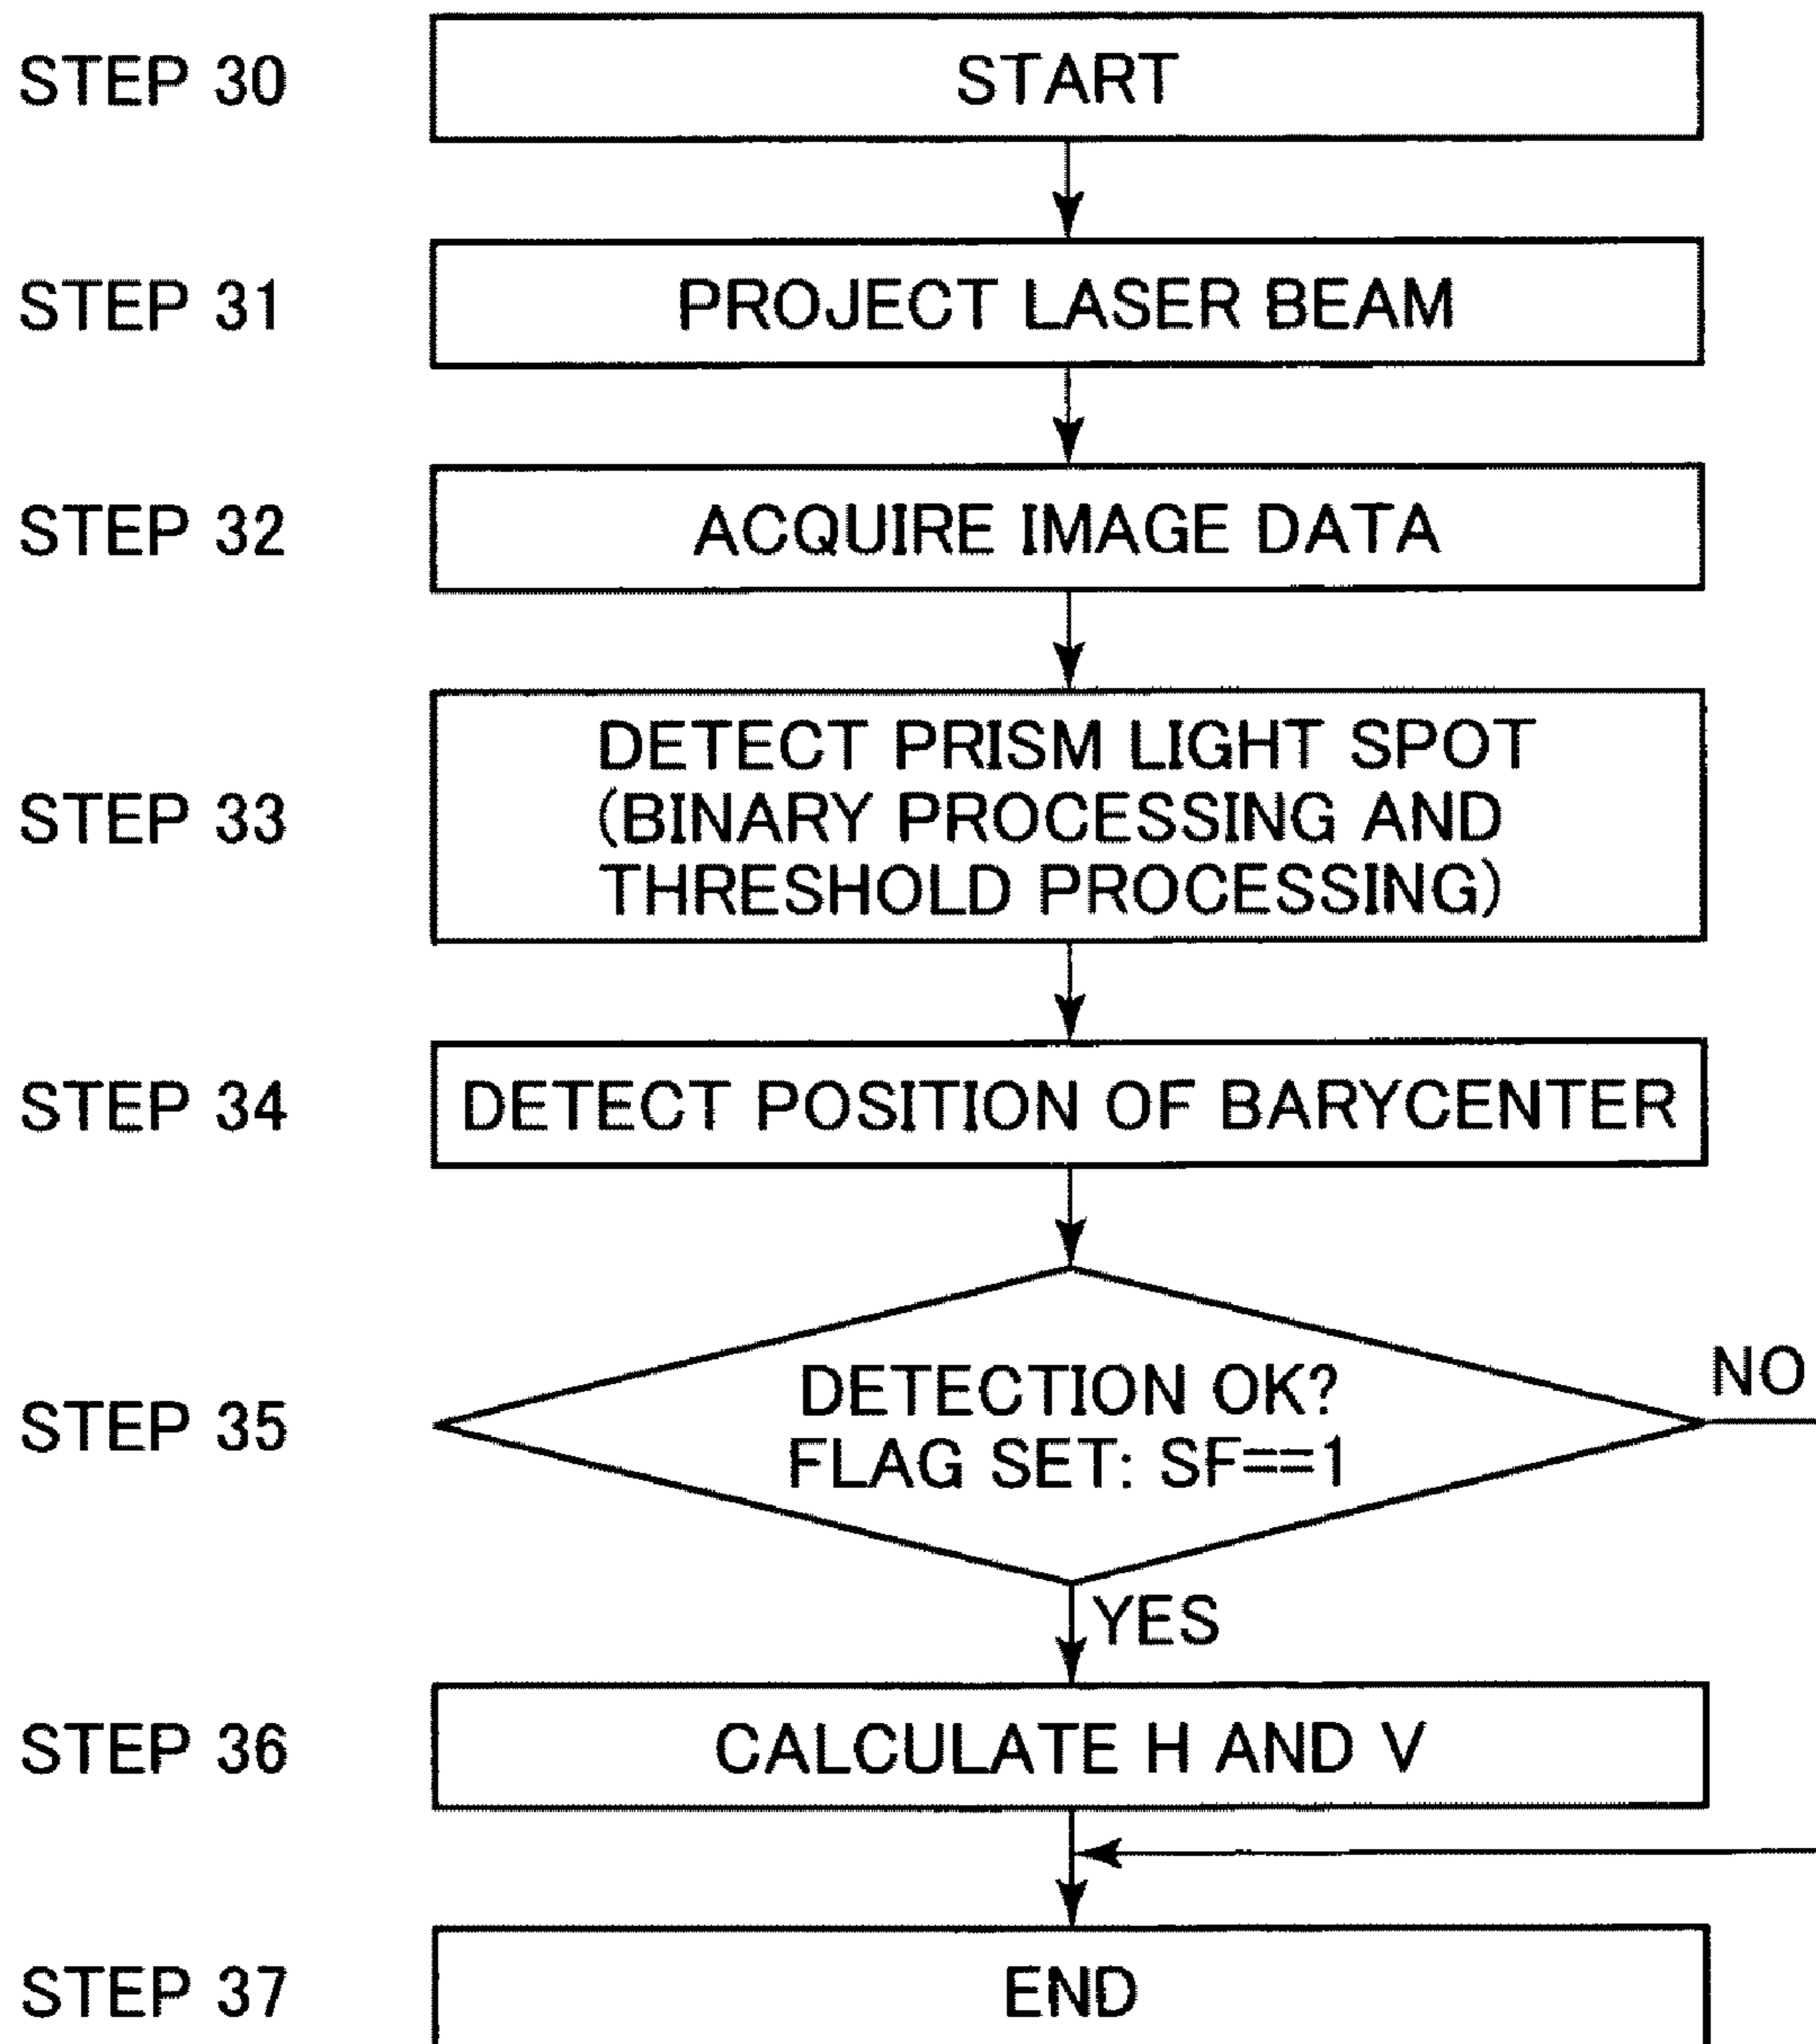 STEP 30
START
STEP 31
PROJECT LASER BEAM
STEP 32
ACQUIRE IMAGE DATA
STEP 33
DETECT PRISM LIGHT SPOT
(BINARY PROCESSING AND
THRESHOLD PROCESSING)
STEP 34
DETECT POSITION OF BARYCENTER
STEP 35
DETECTION OK?
FLAG SET: SF==1
NO
YES
STEP 36
CALCULATE H AND V
STEP 37
END